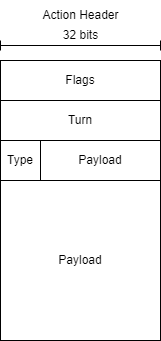 Action Header
32 bits
Flags
Turn
Type Payload
Payload